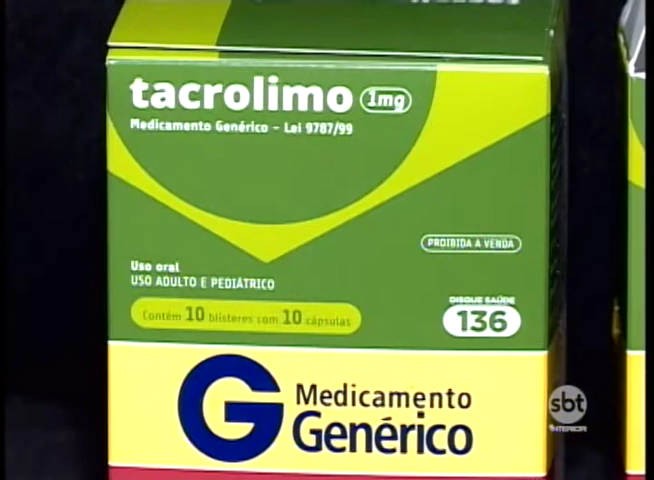 tacrolimo 1mg
Medicamento Genérico - Lei 9787/99
PROIBIDA A VENDA
Uso oral
USO ADULTO E PEDIÁTRICO
Contém 10 blísteres com 10 cápsulas
DISQUE SAÚDE
136
G Medicamento
Genérico
sbt
INTERIOR